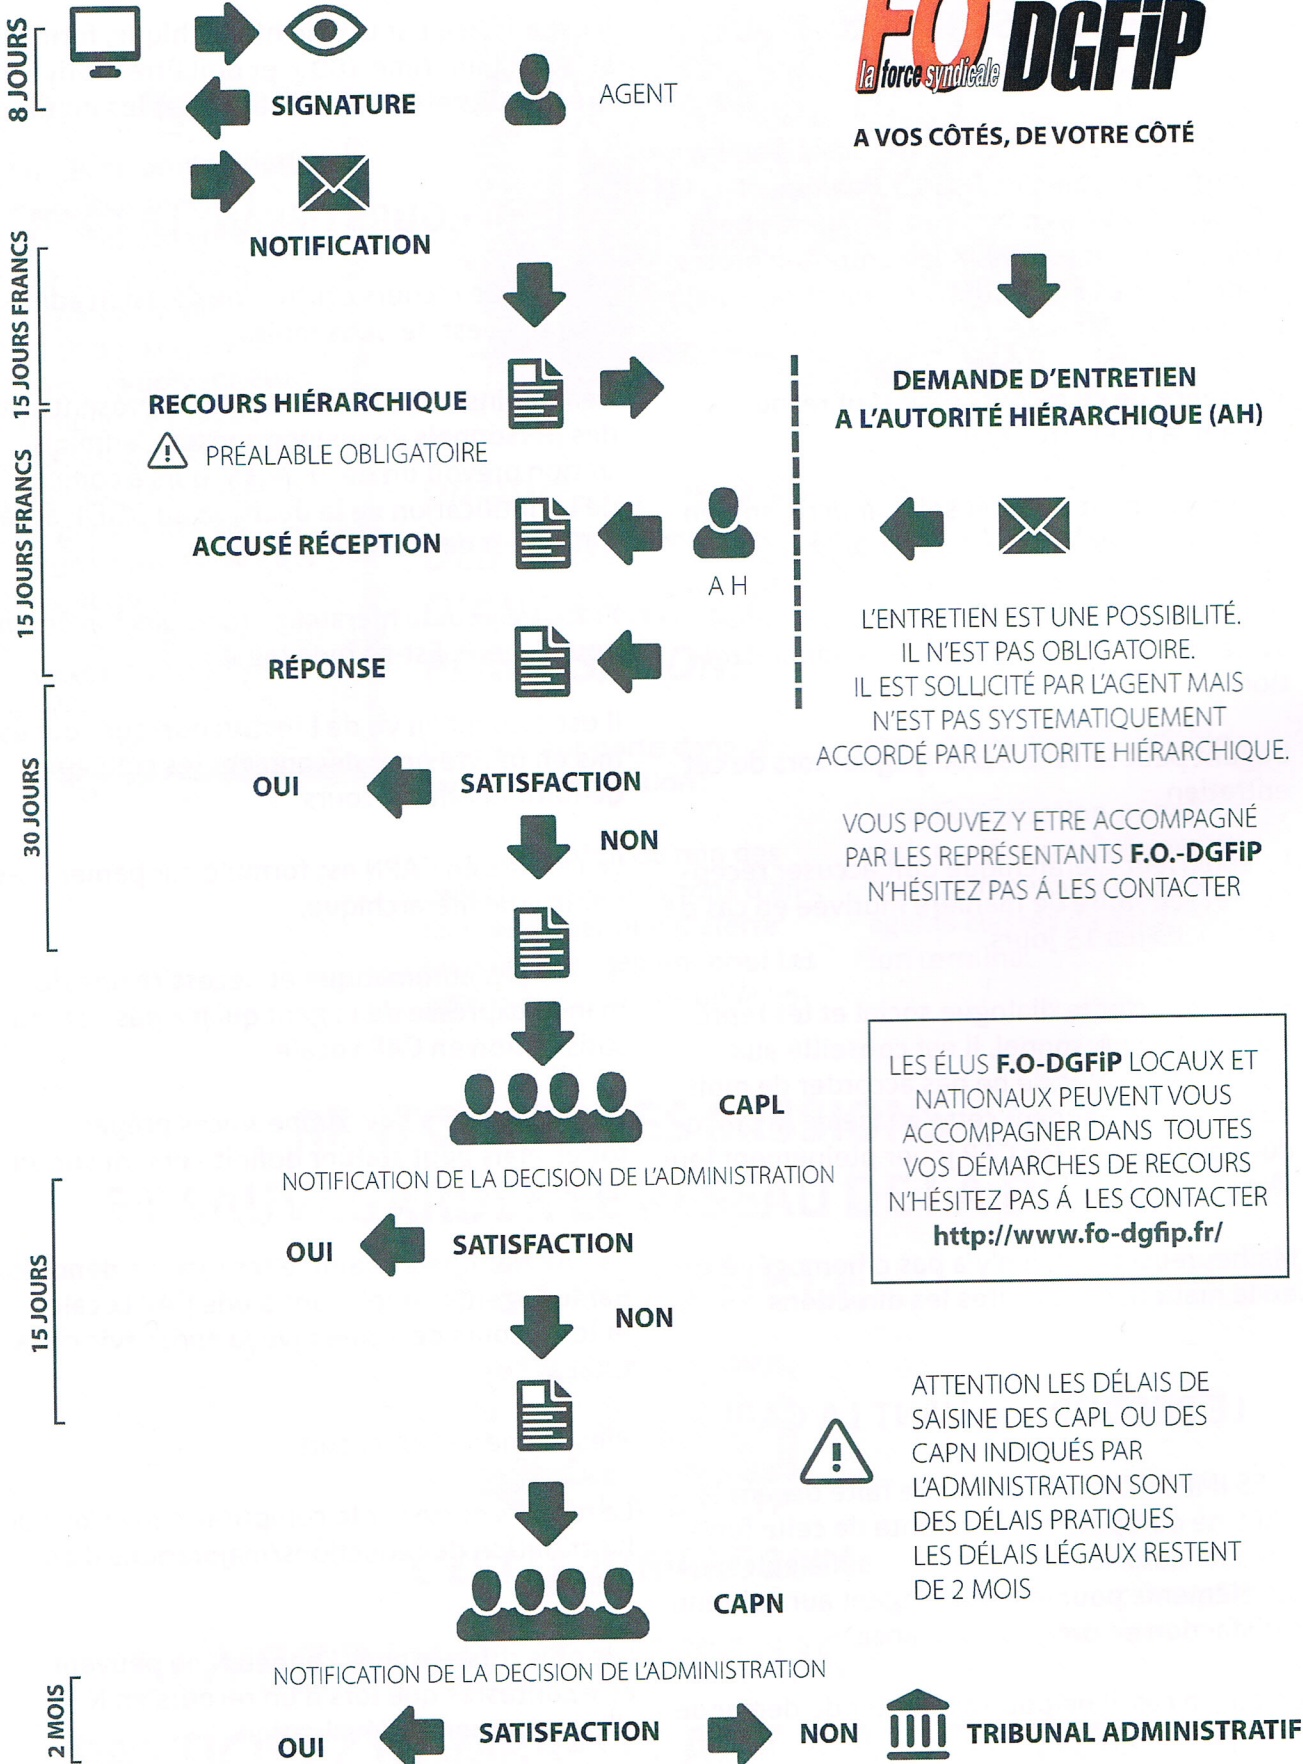 8 JOURS
SIGNATURE
AGENT
NOTIFICATION
FO
la force syndicale
DGFiP
A VOS CÔTÉS, DE VOTRE CÔTÉ
15 JOURS FRANCS
RECOURS HIÉRARCHIQUE
PRÉALABLE OBLIGATOIRE
15 JOURS FRANCS
ACCUSÉ RÉCEPTION
A H
RÉPONSE
DEMANDE D'ENTRETIEN
A L'AUTORITÉ HIÉRARCHIQUE (AH)
L'ENTRETIEN EST UNE POSSIBILITÉ.
IL N'EST PAS OBLIGATOIRE.
IL EST SOLLICITÉ PAR L'AGENT MAIS
N'EST PAS SYSTEMATIQUEMENT
ACCORDÉ PAR L'AUTORITE HIÉRARCHIQUE.
VOUS POUVEZ Y ETRE ACCOMPAGNÉ
PAR LES REPRÉSENTANTS F.O.-DGFiP
N'HÉSITEZ PAS Á LES CONTACTER
30 JOURS
OUI
SATISFACTION
NON
CAPL
NOTIFICATION DE LA DECISION DE L'ADMINISTRATION
LES ÉLUS F.O-DGFiP LOCAUX ET
NATIONAUX PEUVENT VOUS
ACCOMPAGNER DANS TOUTES
VOS DÉMARCHES DE RECOURS
N'HÉSITEZ PAS Á LES CONTACTER
http://www.fo-dgfip.fr/
15 JOURS
OUI
SATISFACTION
NON
ATTENTION LES DÉLAIS DE
SAISINE DES CAPL OU DES
CAPN INDIQUÉS PAR
L'ADMINISTRATION SONT
DES DÉLAIS PRATIQUES
LES DÉLAIS LÉGAUX RESTENT
DE 2 MOIS
CAPN
NOTIFICATION DE LA DECISION DE L'ADMINISTRATION
2 MOIS
OUI
SATISFACTION
NON
TRIBUNAL ADMINISTRATIF